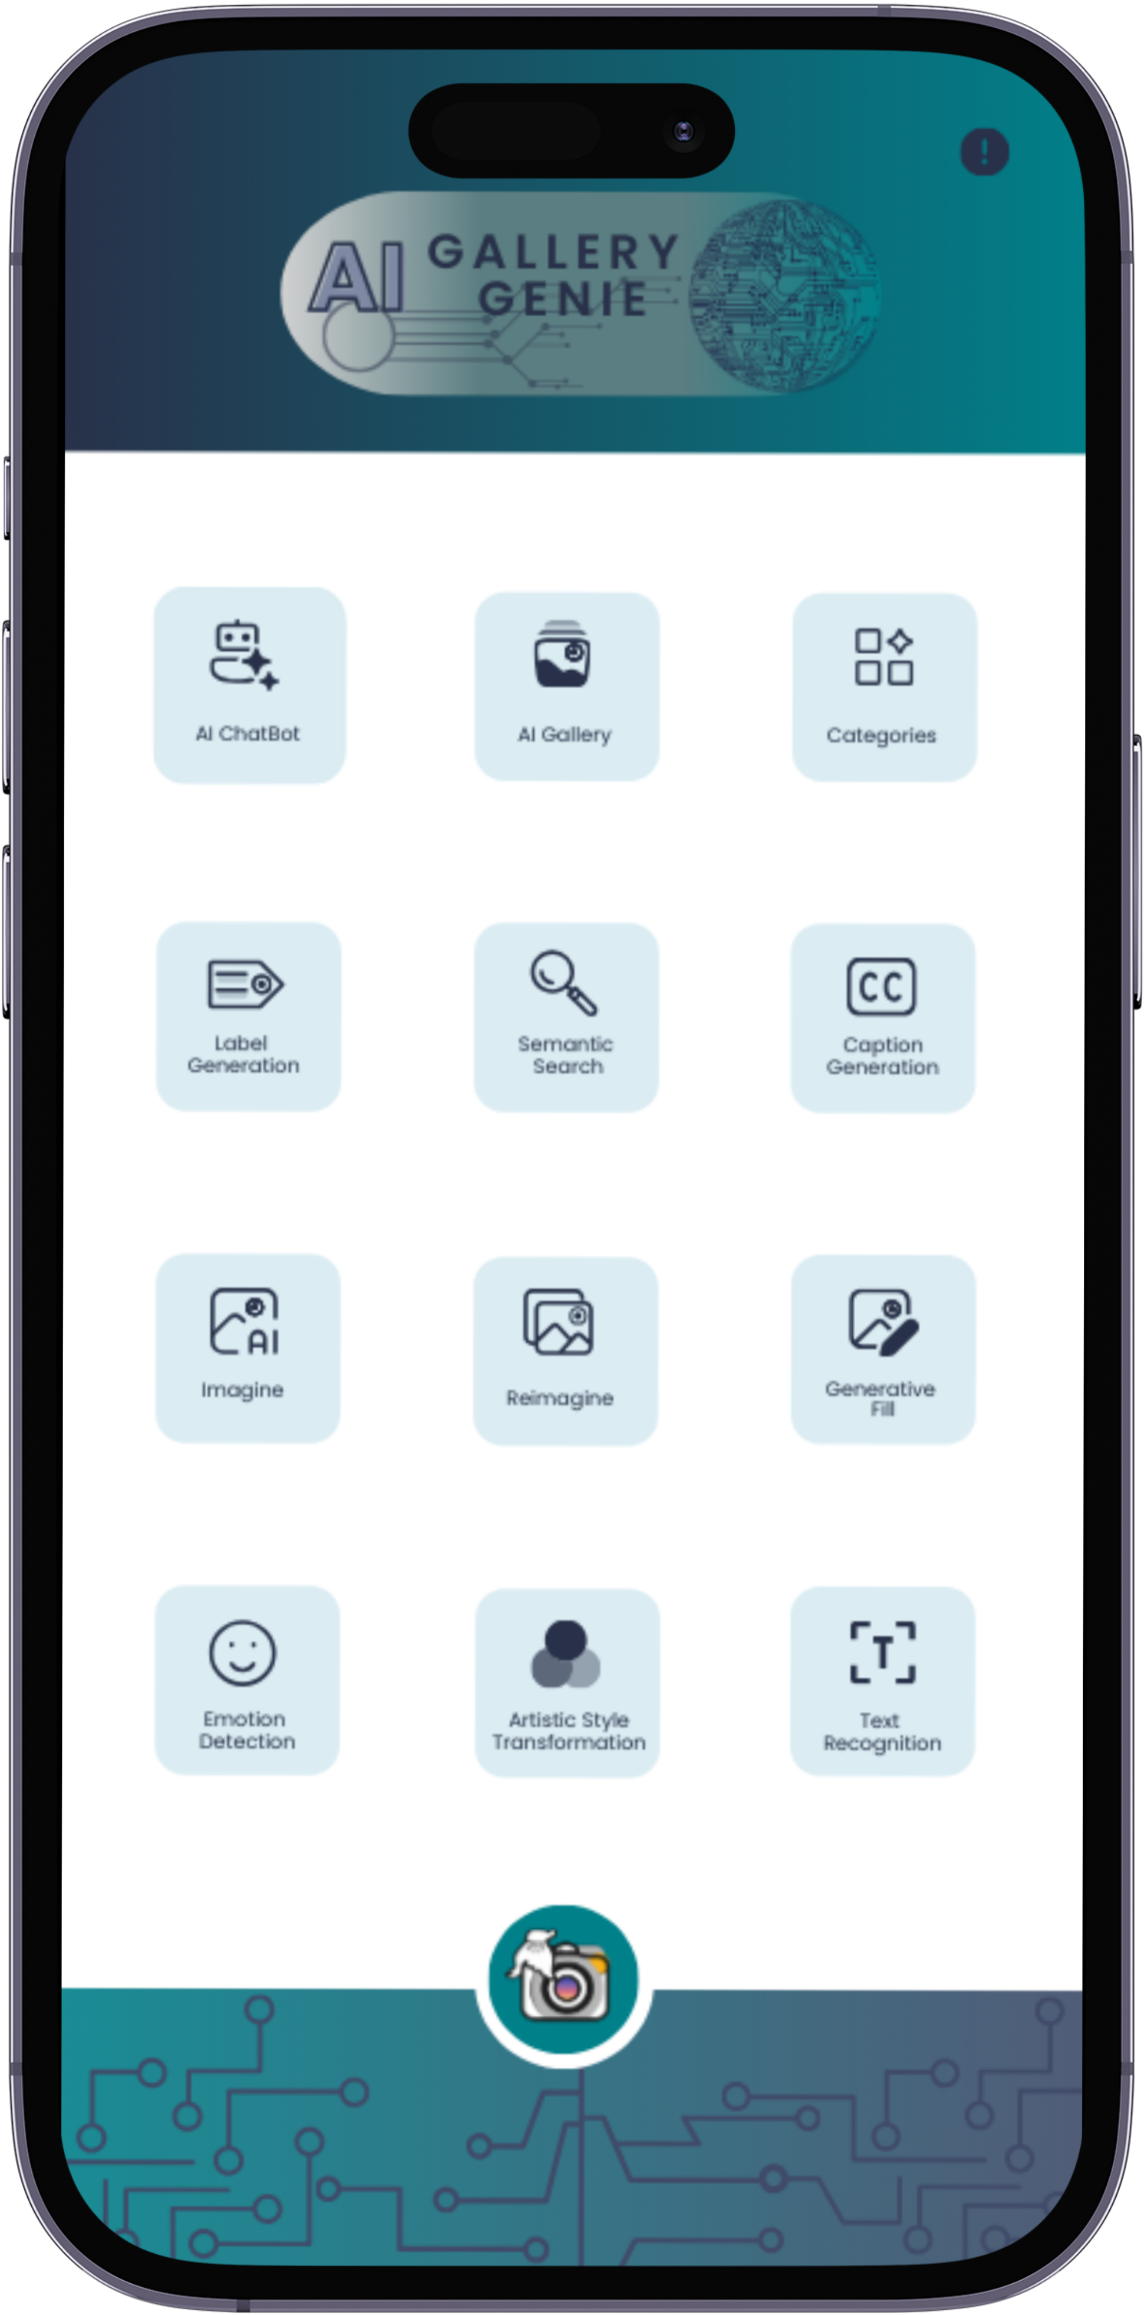 AI GALLERY
GENIE
AI ChatBot
AI Gallery
Categories
Label
Generation
Semantic
Search
CC
Caption
Generation
AI
Imagine
Reimagine
Generative
Fill
Emotion
Detection
Artistic Style
Transformation
T
Text
Recognition